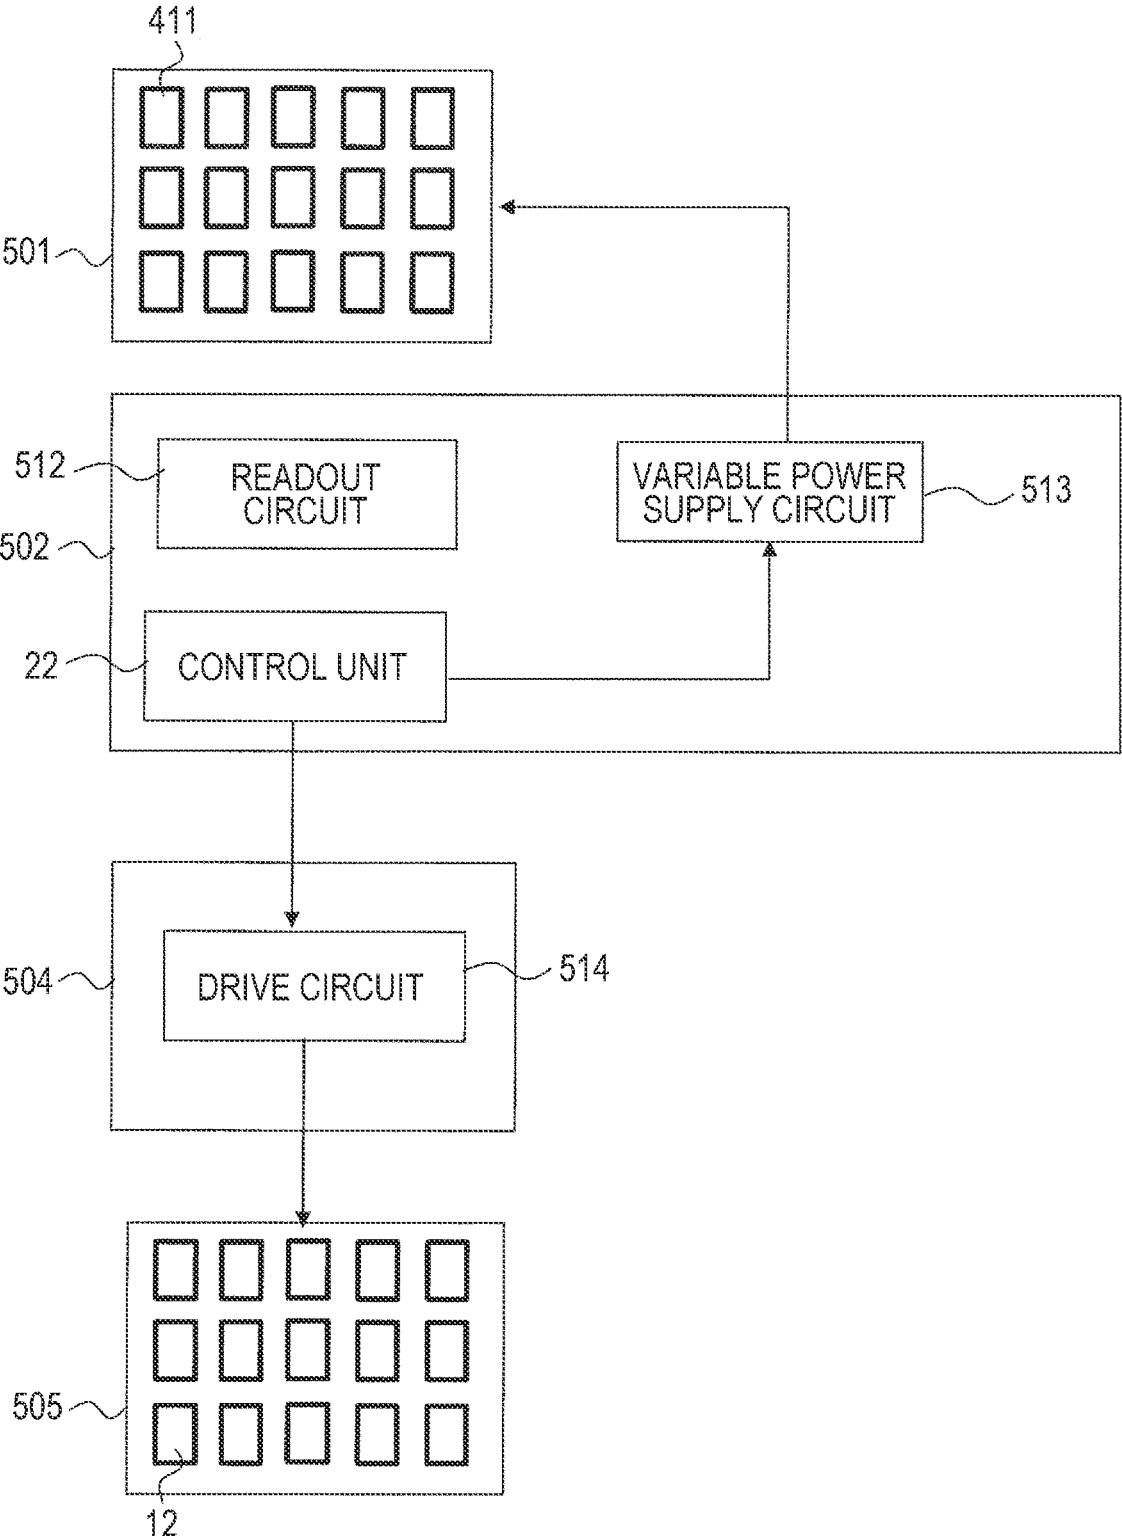 411
501
512
READOUT
CIRCUIT
VARIABLE POWER
SUPPLY CIRCUIT
513
502
22
CONTROL UNIT
504
DRIVE CIRCUIT
514
505
12